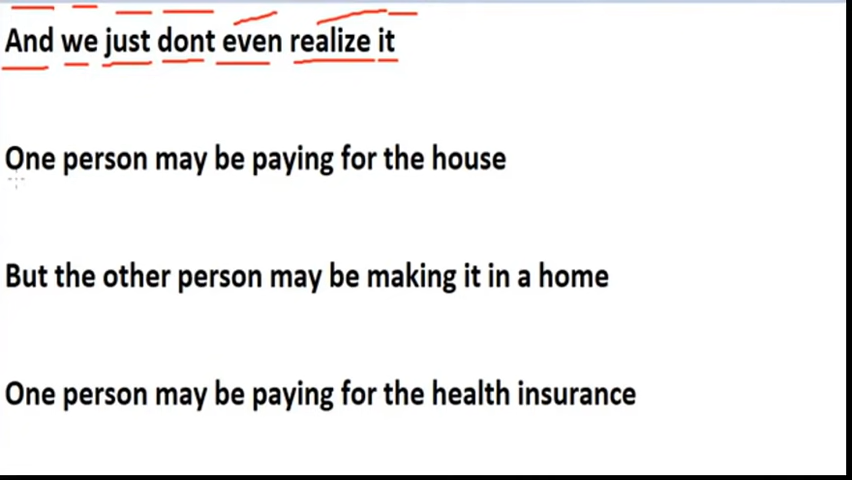 And we just dont even realize it
One person may be paying for the house
But the other person may be making it in a home
One person may be paying for the health insurance